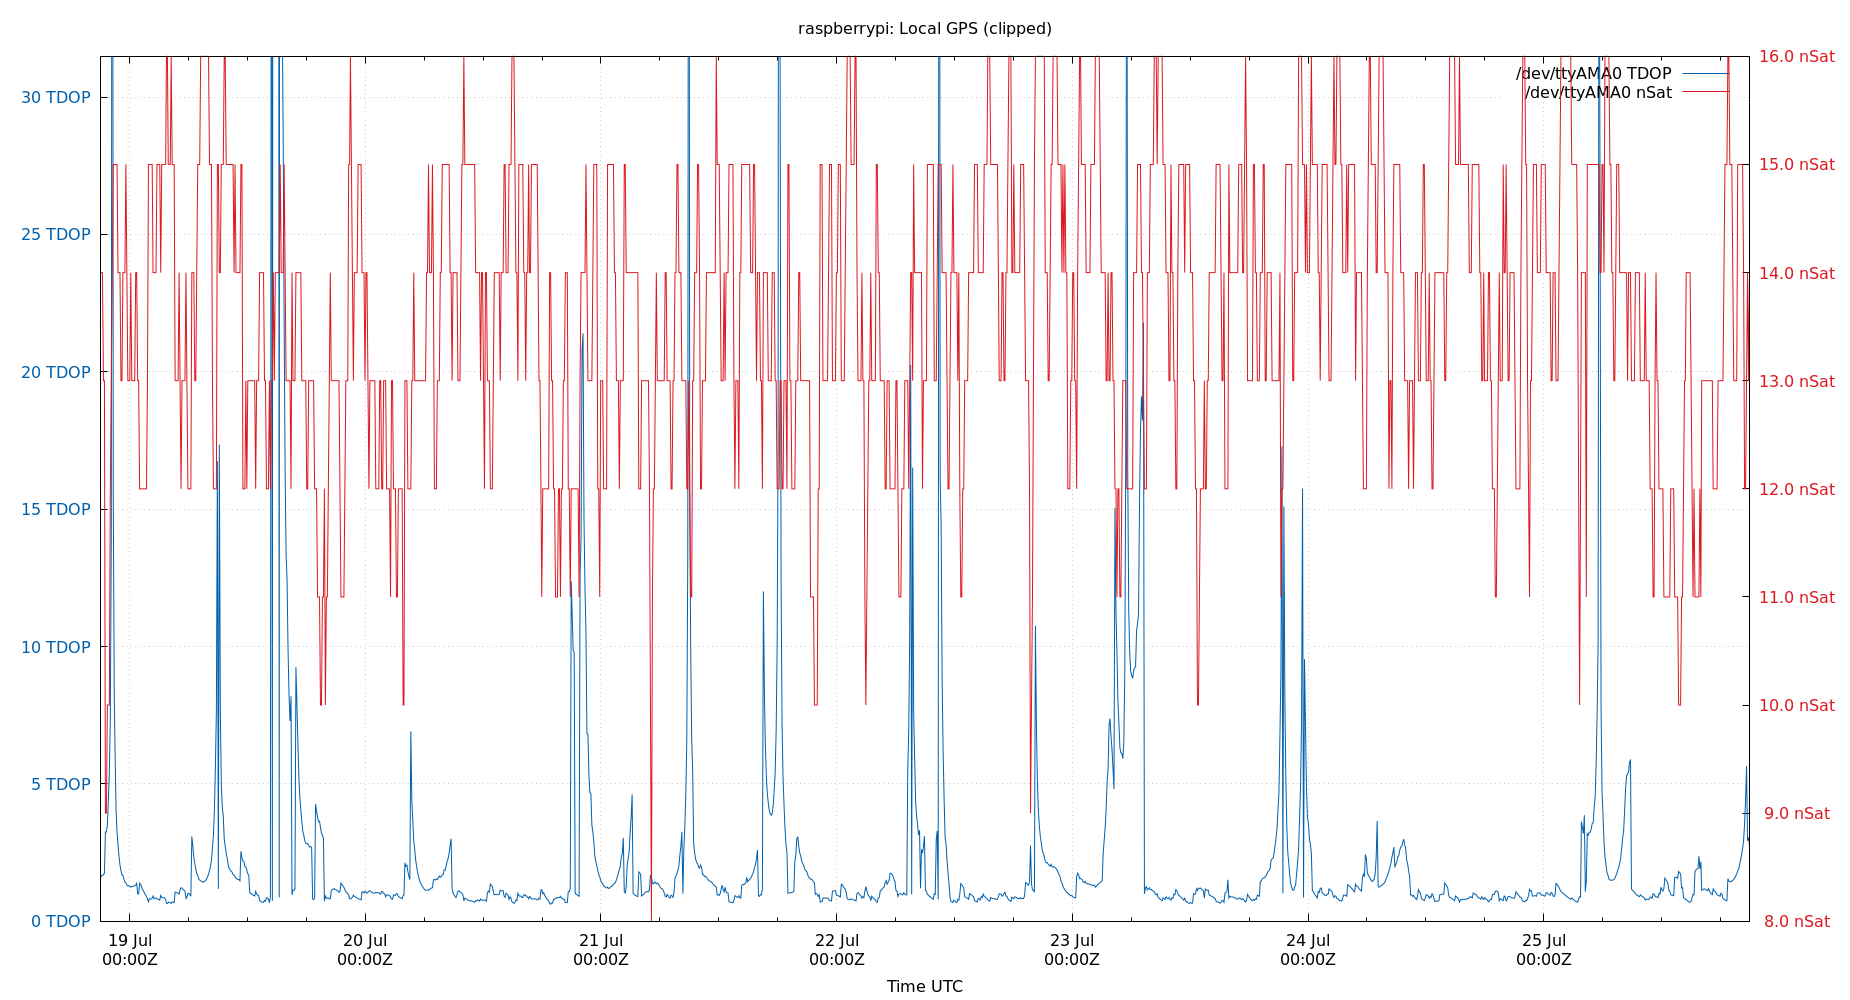 raspberrypi: Local GPS (clipped)
/dev/ttyAMA0 TDOP
/dev/ttyAMA0 nSat
30 TDOP
25 TDOP
20 TDOP
15 TDOP
10 TDOP
5 TDOP
0 TDOP
16.0 nSat
15.0 nSat
14.0 nSat
13.0 nSat
12.0 nSat
11.0 nSat
10.0 nSat
9.0 nSat
8.0 nSat
19 Jul
00:00Z
20 Jul
00:00Z
21 Jul
00:00Z
22 Jul
00:00Z
23 Jul
00:00Z
24 Jul
00:00Z
25 Jul
00:00Z
Time UTC